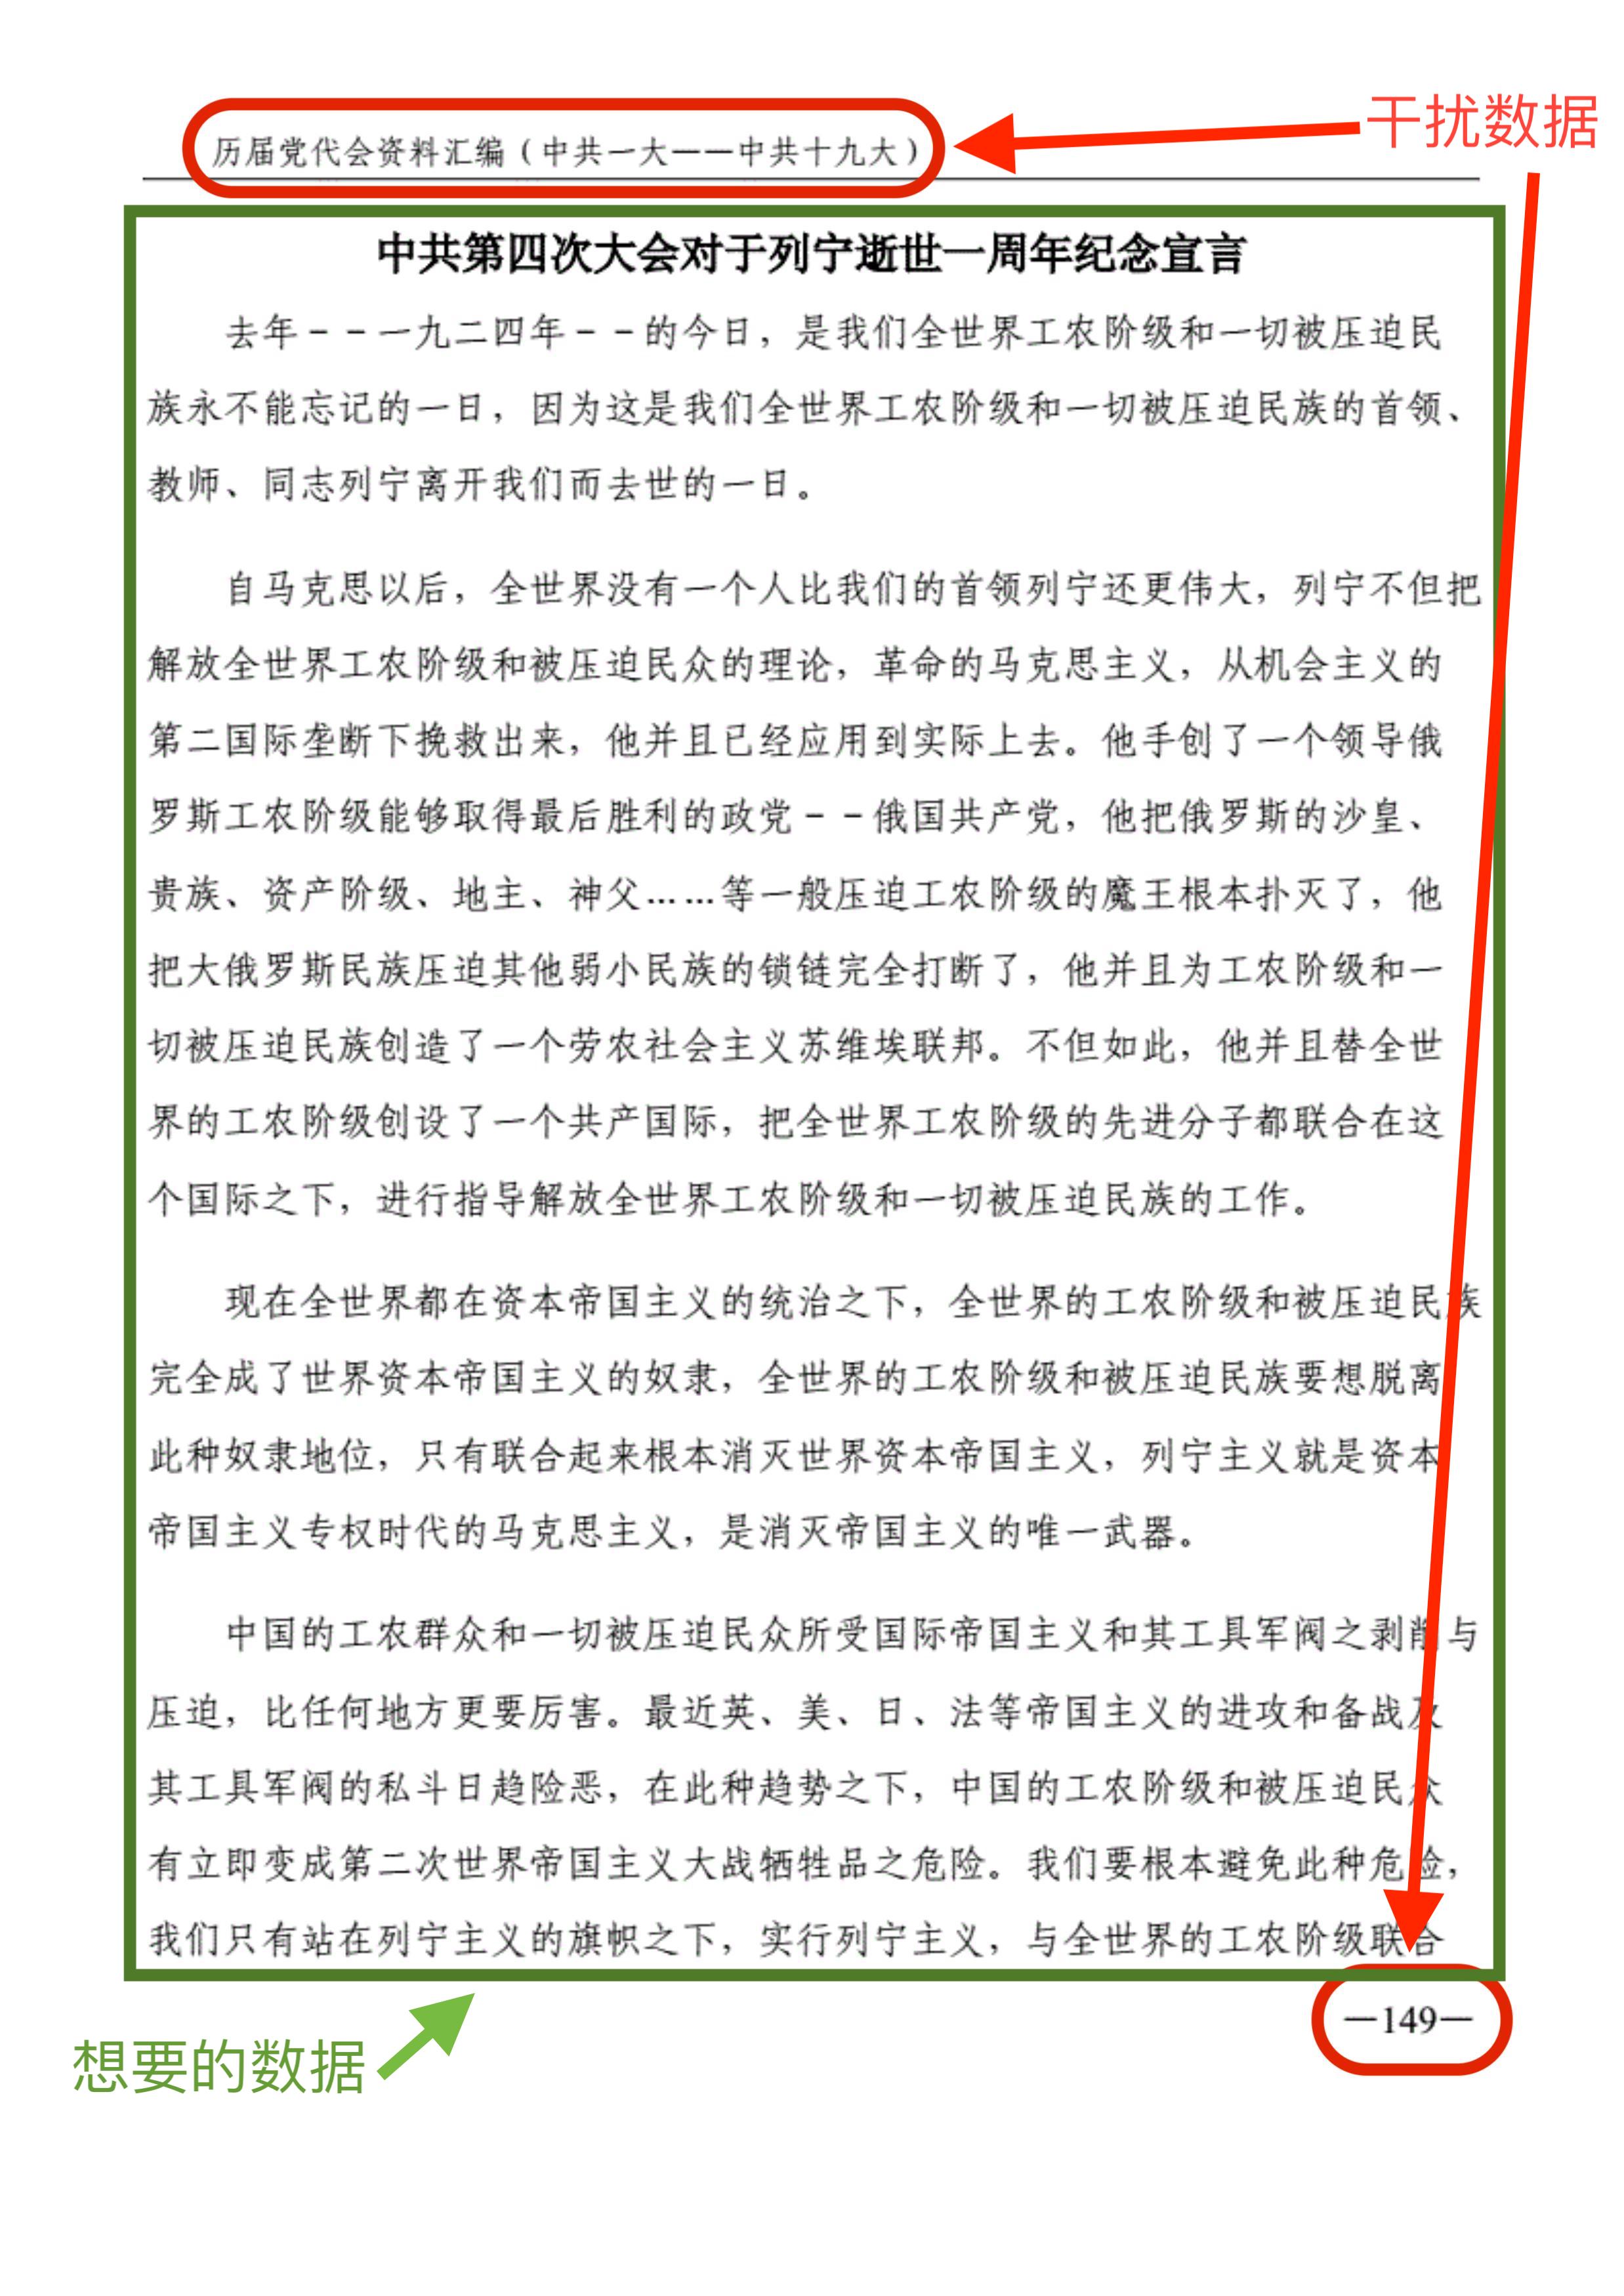 干扰数据
历届党代会资料汇编（中共一大——中共十九大）
中共第四次大会对于列宁逝世一周年纪念宣言
去年－－一九二四年－－的今日，是我们全世界工农阶级和一切被压迫民
族永不能忘记的一日，因为这是我们全世界工农阶级和一切被压迫民族的首领、
教师、同志列宁离开我们而去世的一日。
自马克思以后，全世界没有一个人比我们的首领列宁还更伟大，列宁不但把
解放全世界工农阶级和被压迫民众的理论，革命的马克思主义，从机会主义的
第二国际垄断下挽救出来，他并且已经应用到实际上去。他手创了一个领导俄
罗斯工农阶级能够取得最后胜利的政党－－俄国共产党，他把俄罗斯的沙皇、
贵族、资产阶级、地主、神父……等一般压迫工农阶级的魔王根本扑灭了，他
把大俄罗斯民族压迫其他弱小民族的锁链完全打断了，他并且为工农阶级和一
切被压迫民族创造了一个劳农社会主义苏维埃联邦。不但如此，他并且替全世
界的工农阶级创设了一个共产国际，把全世界工农阶级的先进分子都联合在这
个国际之下，进行指导解放全世界工农阶级和一切被压迫民族的工作。
现在全世界都在资本帝国主义的统治之下，全世界的工农阶级和被压迫民族
完全成了世界资本帝国主义的奴隶，全世界的工农阶级和被压迫民族要想脱离
此种奴隶地位，只有联合起来根本消灭世界资本帝国主义，列宁主义就是资本
帝国主义专权时代的马克思主义，是消灭帝国主义的唯一武器。
中国的工农群众和一切被压迫民众所受国际帝国主义和其工具军阀之剥削与
压迫，比任何地方更要厉害。最近英、美、日、法等帝国主义的进攻和备战及
其工具军阀的私斗日趋险恶，在此种趋势之下，中国的工农阶级和被压迫民众
有立即变成第二次世界帝国主义大战牺牲品之危险。我们要根本避免此种危险，
我们只有站在列宁主义的旗帜之下，实行列宁主义，与全世界的工农阶级联合
—149—
想要的数据